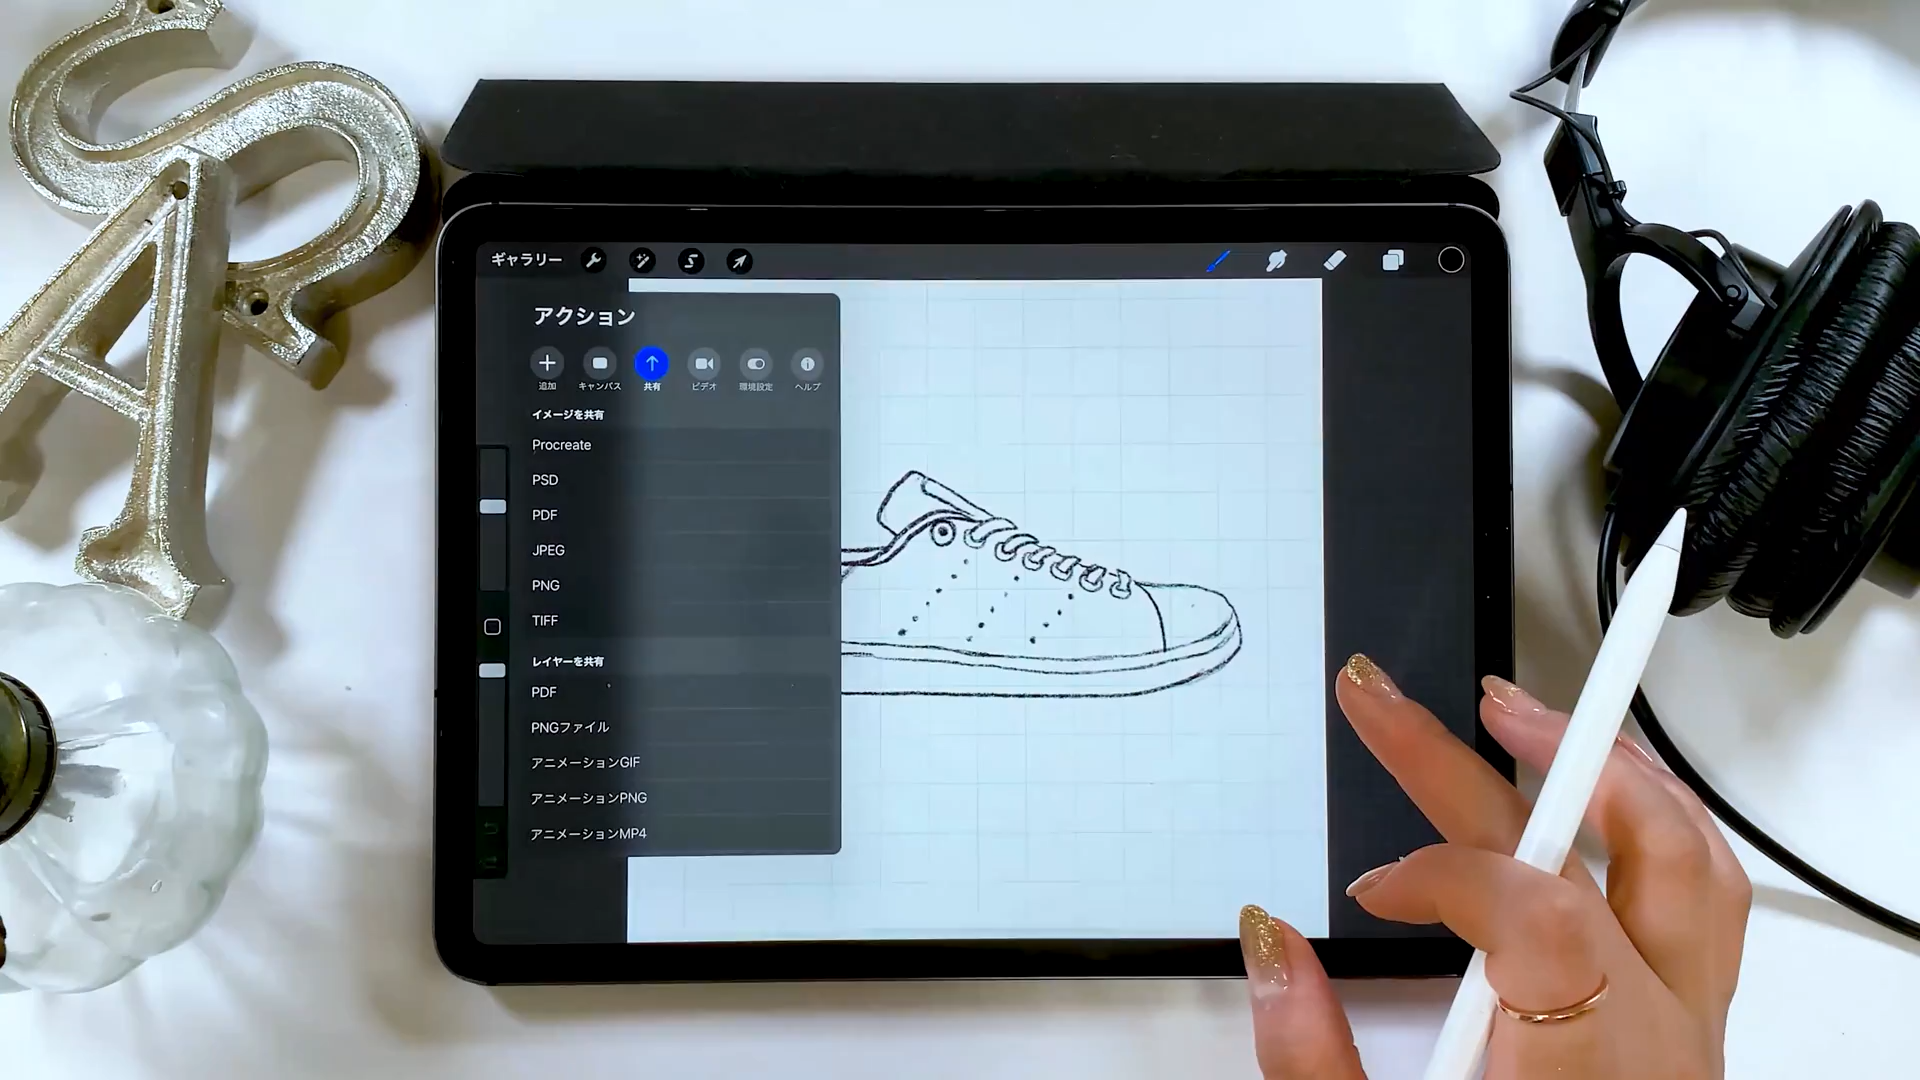 ギャラリー
アクション
追加 キャンバス 共有 ビデオ 環境設定 ヘルプ
イメージを共有
Procreate
PSD
PDF
JPEG
PNG
TIFF
レイヤーを共有
PDF
PNGファイル
アニメーションGIF
アニメーションPNG
アニメーションMP4